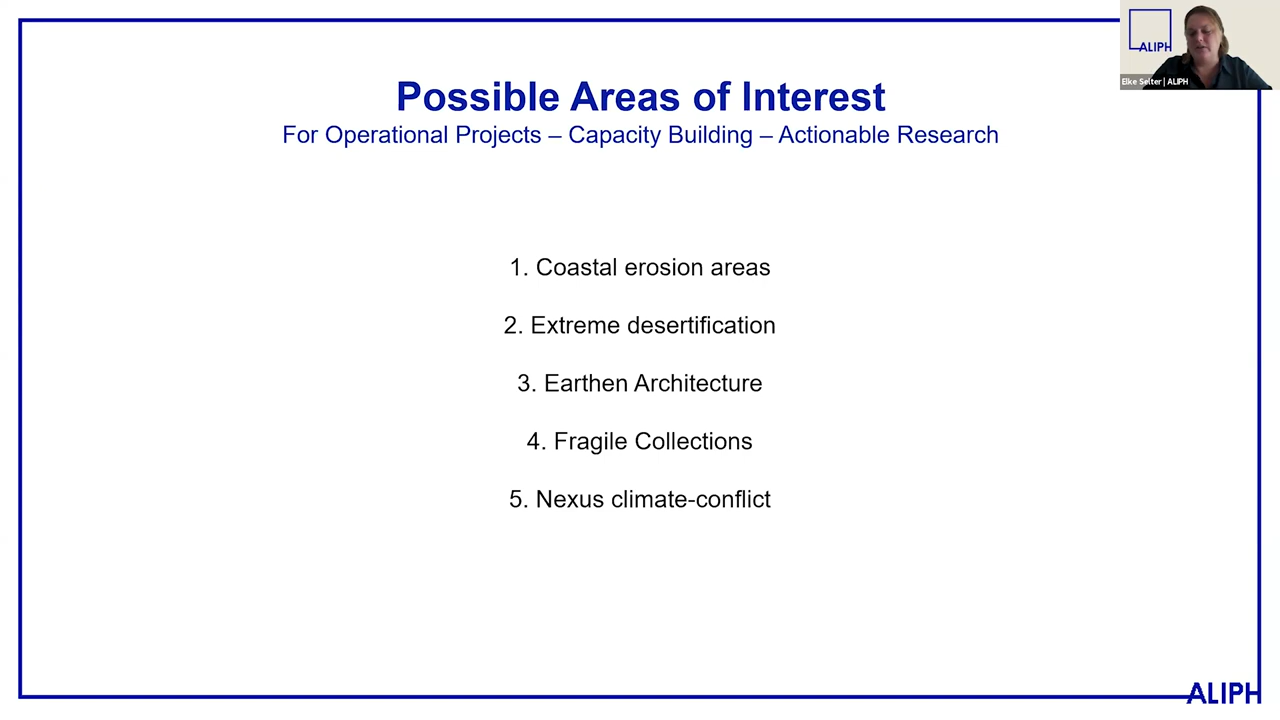 Possible Areas of Interest
For Operational Projects – Capacity Building – Actionable Research
1. Coastal erosion areas
2. Extreme desertification
3. Earthen Architecture
4. Fragile Collections
5. Nexus climate-conflict
ALIPH
Elke Selter | ALIPH
ALIPH